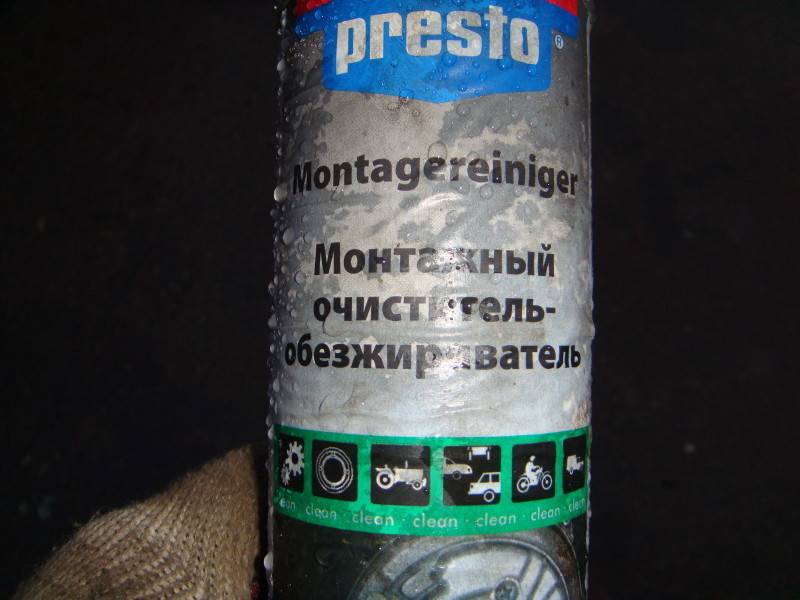 presto®
Montagereiniger
Монтажный
очиститель-
обезжириватель
clean · clean · clean · clean · clean · clean